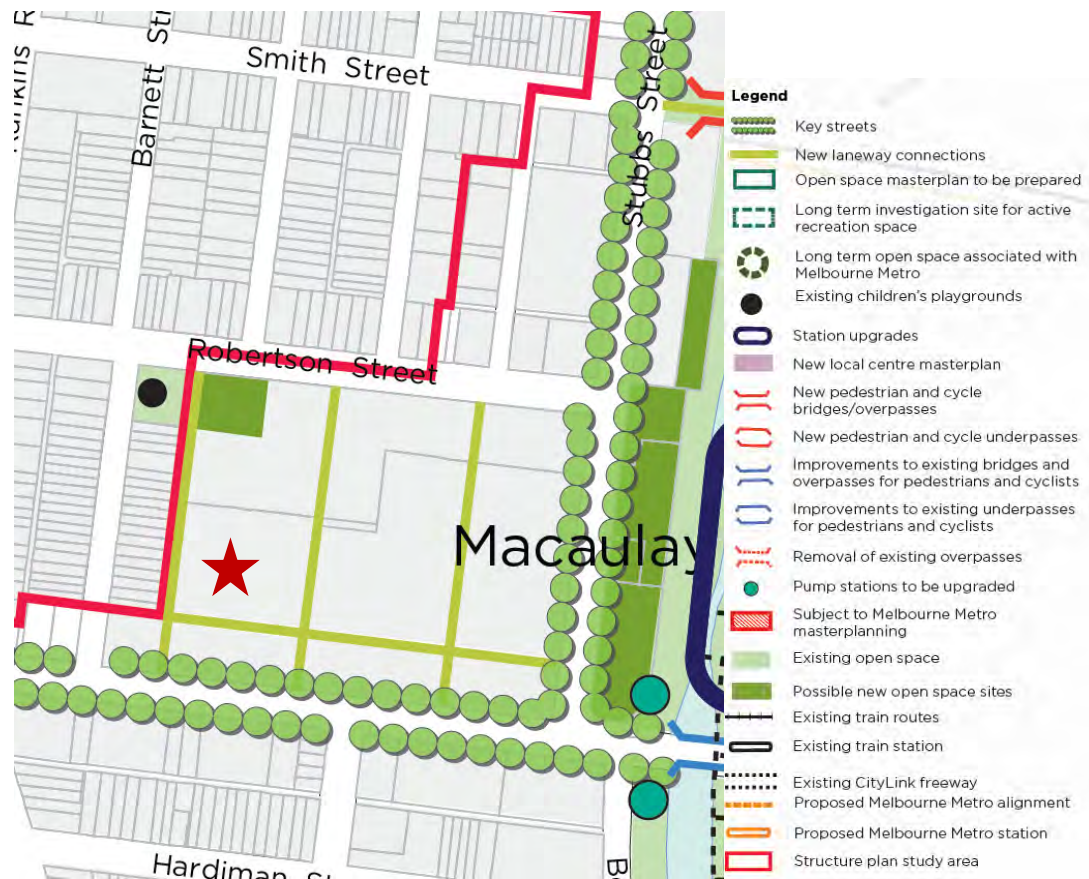 Rankins R
Barnett Str
Smith Street
Stubbs Street
Robertson Street
Macaulay
Hardiman St
Bo
Legend
Key streets
New laneway connections
Open space masterplan to be prepared
Long term investigation site for active
recreation space
Long term open space associated with
Melbourne Metro
Existing children's playgrounds
Station upgrades
New local centre masterplan
New pedestrian and cycle
bridges/overpasses
New pedestrian and cycle underpasses
Improvements to existing bridges and
overpasses for pedestrians and cyclists
Improvements to existing underpasses
for pedestrians and cyclists
Removal of existing overpasses
Pump stations to be upgraded
Subject to Melbourne Metro
masterplanning
Existing open space
Possible new open space sites
Existing train routes
Existing train station
Existing CityLink freeway
Proposed Melbourne Metro alignment
Proposed Melbourne Metro station
Structure plan study area